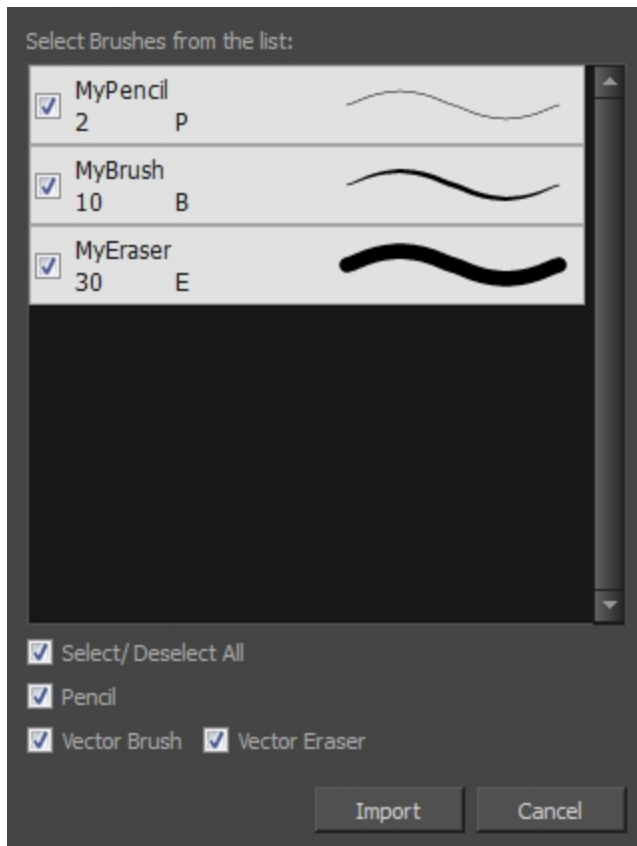 Select Brushes from the list:
MyPencil
2 P
MyBrush
10 B
MyEraser
30 E
Select/ Deselect All
Pencil
Vector Brush Vector Eraser
Import Cancel